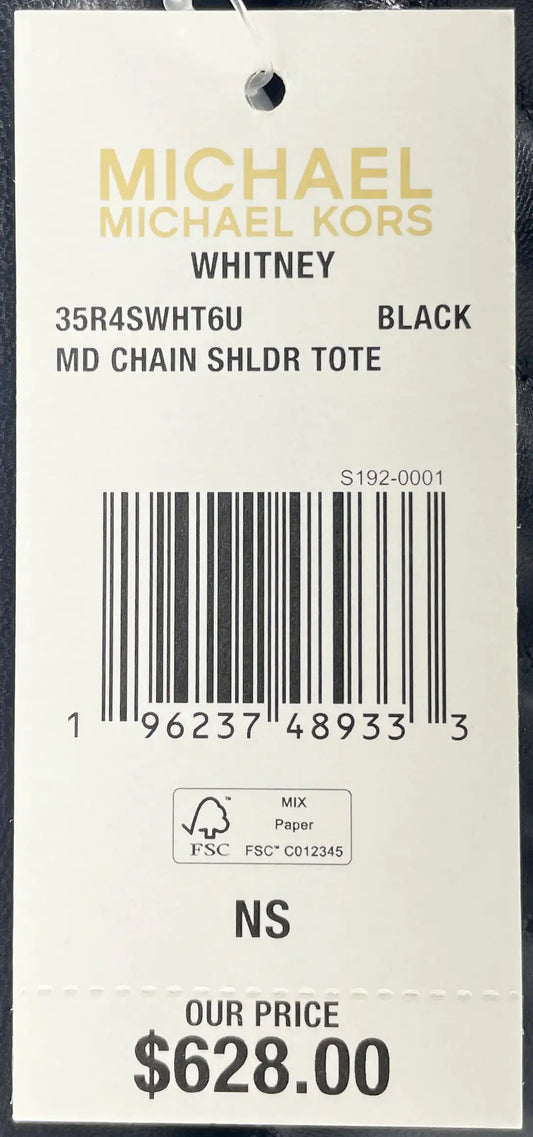 MICHAEL
MICHAEL KORS
WHITNEY
35R4SWHT6U BLACK
MD CHAIN SHLDR TOTE
S192-0001
1 96237 48933 3
FSC™
MIX
Paper
FSC™ C012345
NS
OUR PRICE
$628.00